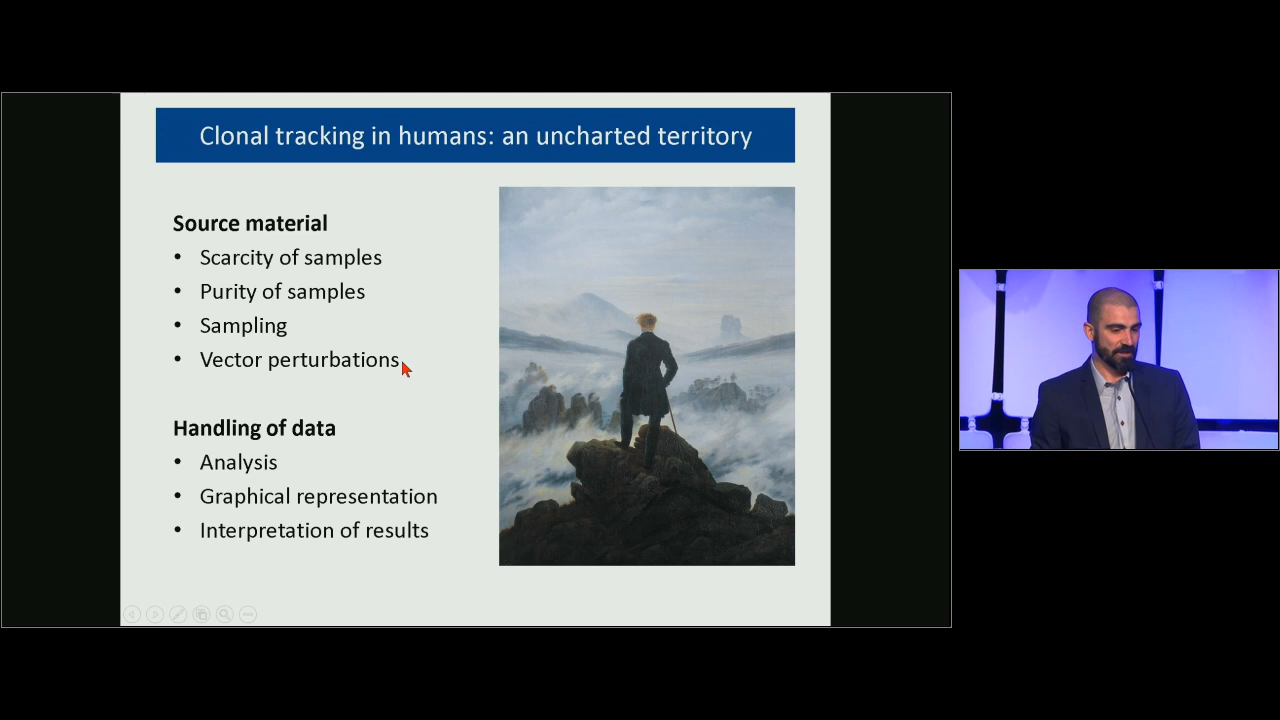 Clonal tracking in humans: an uncharted territory
Source material
• Scarcity of samples
• Purity of samples
• Sampling
• Vector perturbations
Handling of data
• Analysis
• Graphical representation
• Interpretation of results